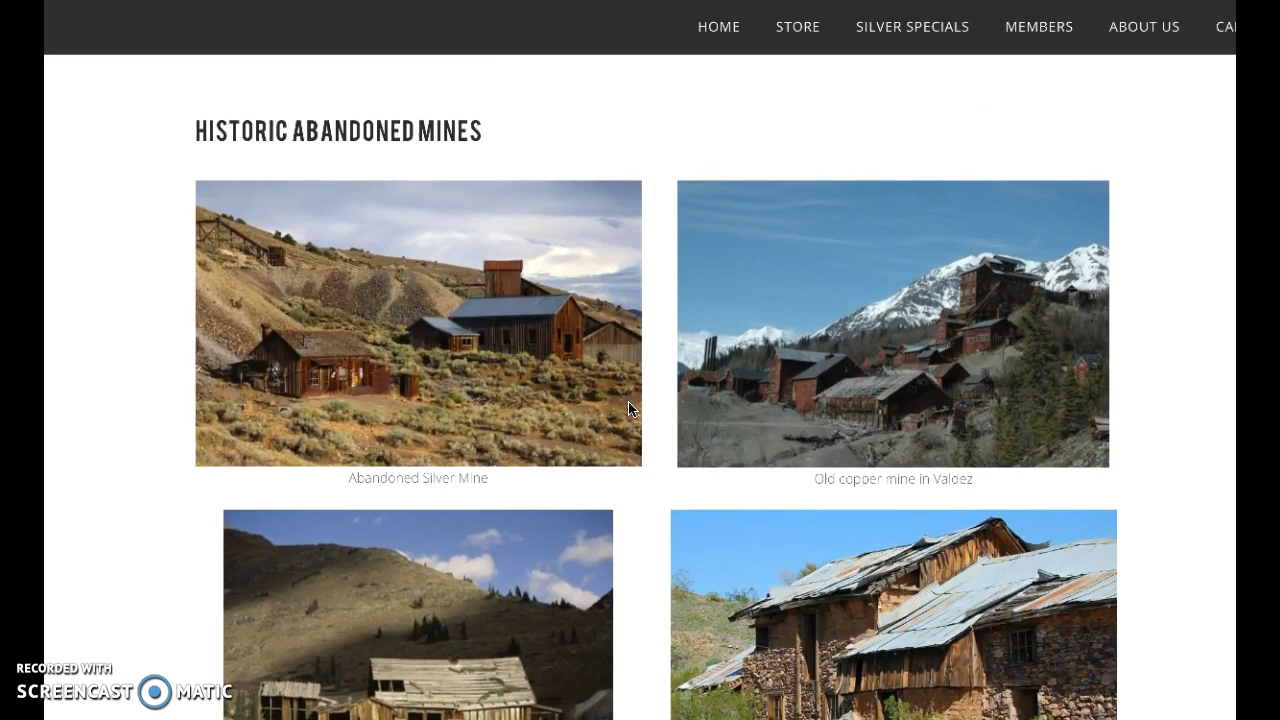 HOME STORE SILVER SPECIALS MEMBERS ABOUT US CA
HISTORIC ABANDONED MINES
Abandoned Silver Mine
Old copper mine in Valdez
RECORDED WITH
SCREENCAST MATIC